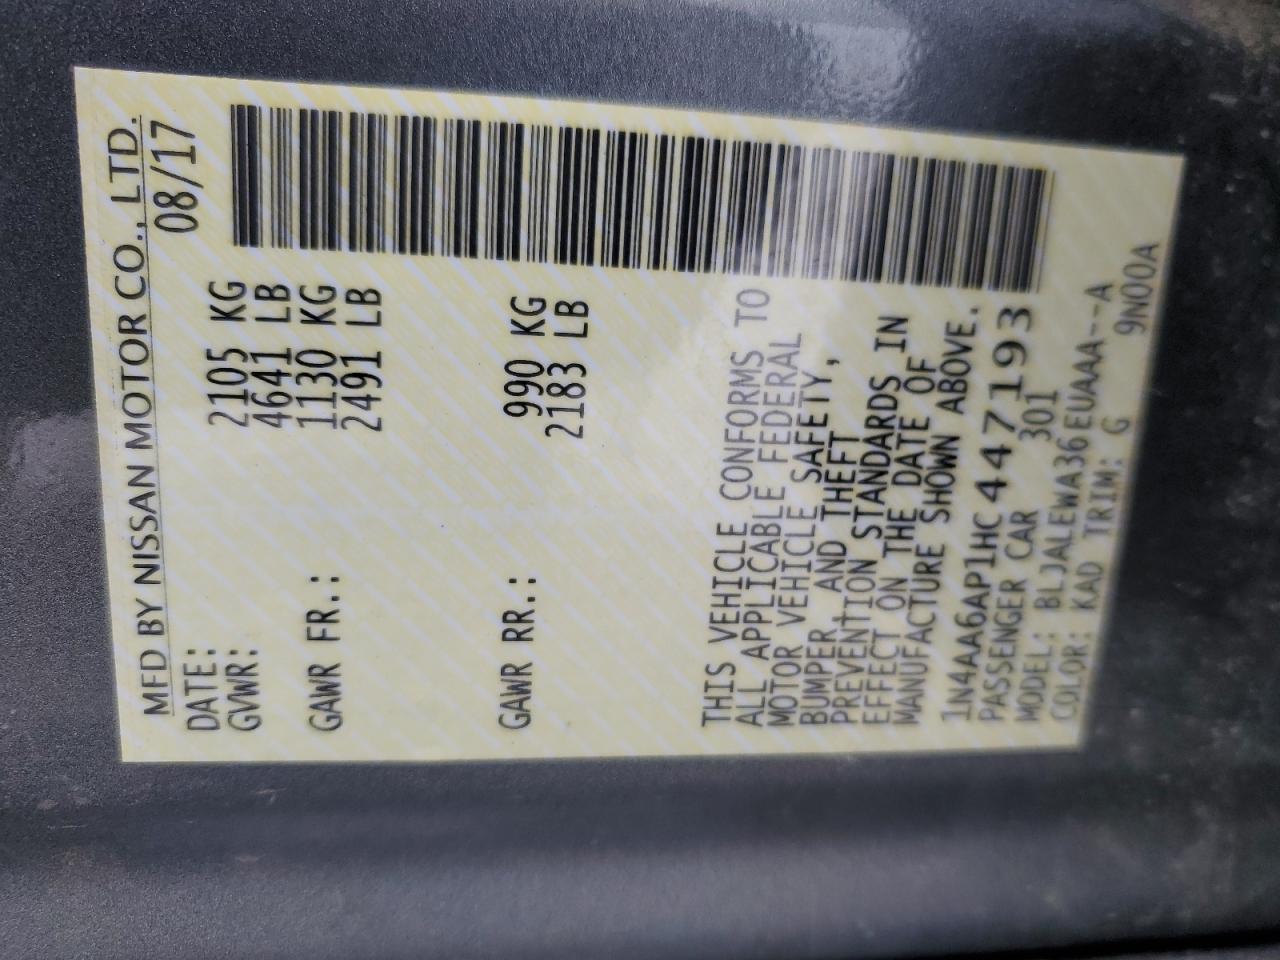 MFD BY NISSAN MOTOR CO., LTD.
DATE: 08/17
GVWR: 2105 KG
4641 LB
GAWR FR.: 1130 KG
2491 LB
GAWR RR.: 990 KG
2183 LB
THIS VEHICLE CONFORMS TO
ALL APPLICABLE FEDERAL
MOTOR VEHICLE SAFETY,
BUMPER, AND THEFT
PREVENTION STANDARDS IN
EFFECT ON THE DATE OF
MANUFACTURE SHOWN ABOVE.
1N4AA6AP1HC447193
PASSENGER CAR 301
MODEL: BLJALEWA36EUAAA--A
COLOR: KAD TRIM: G 9N00A